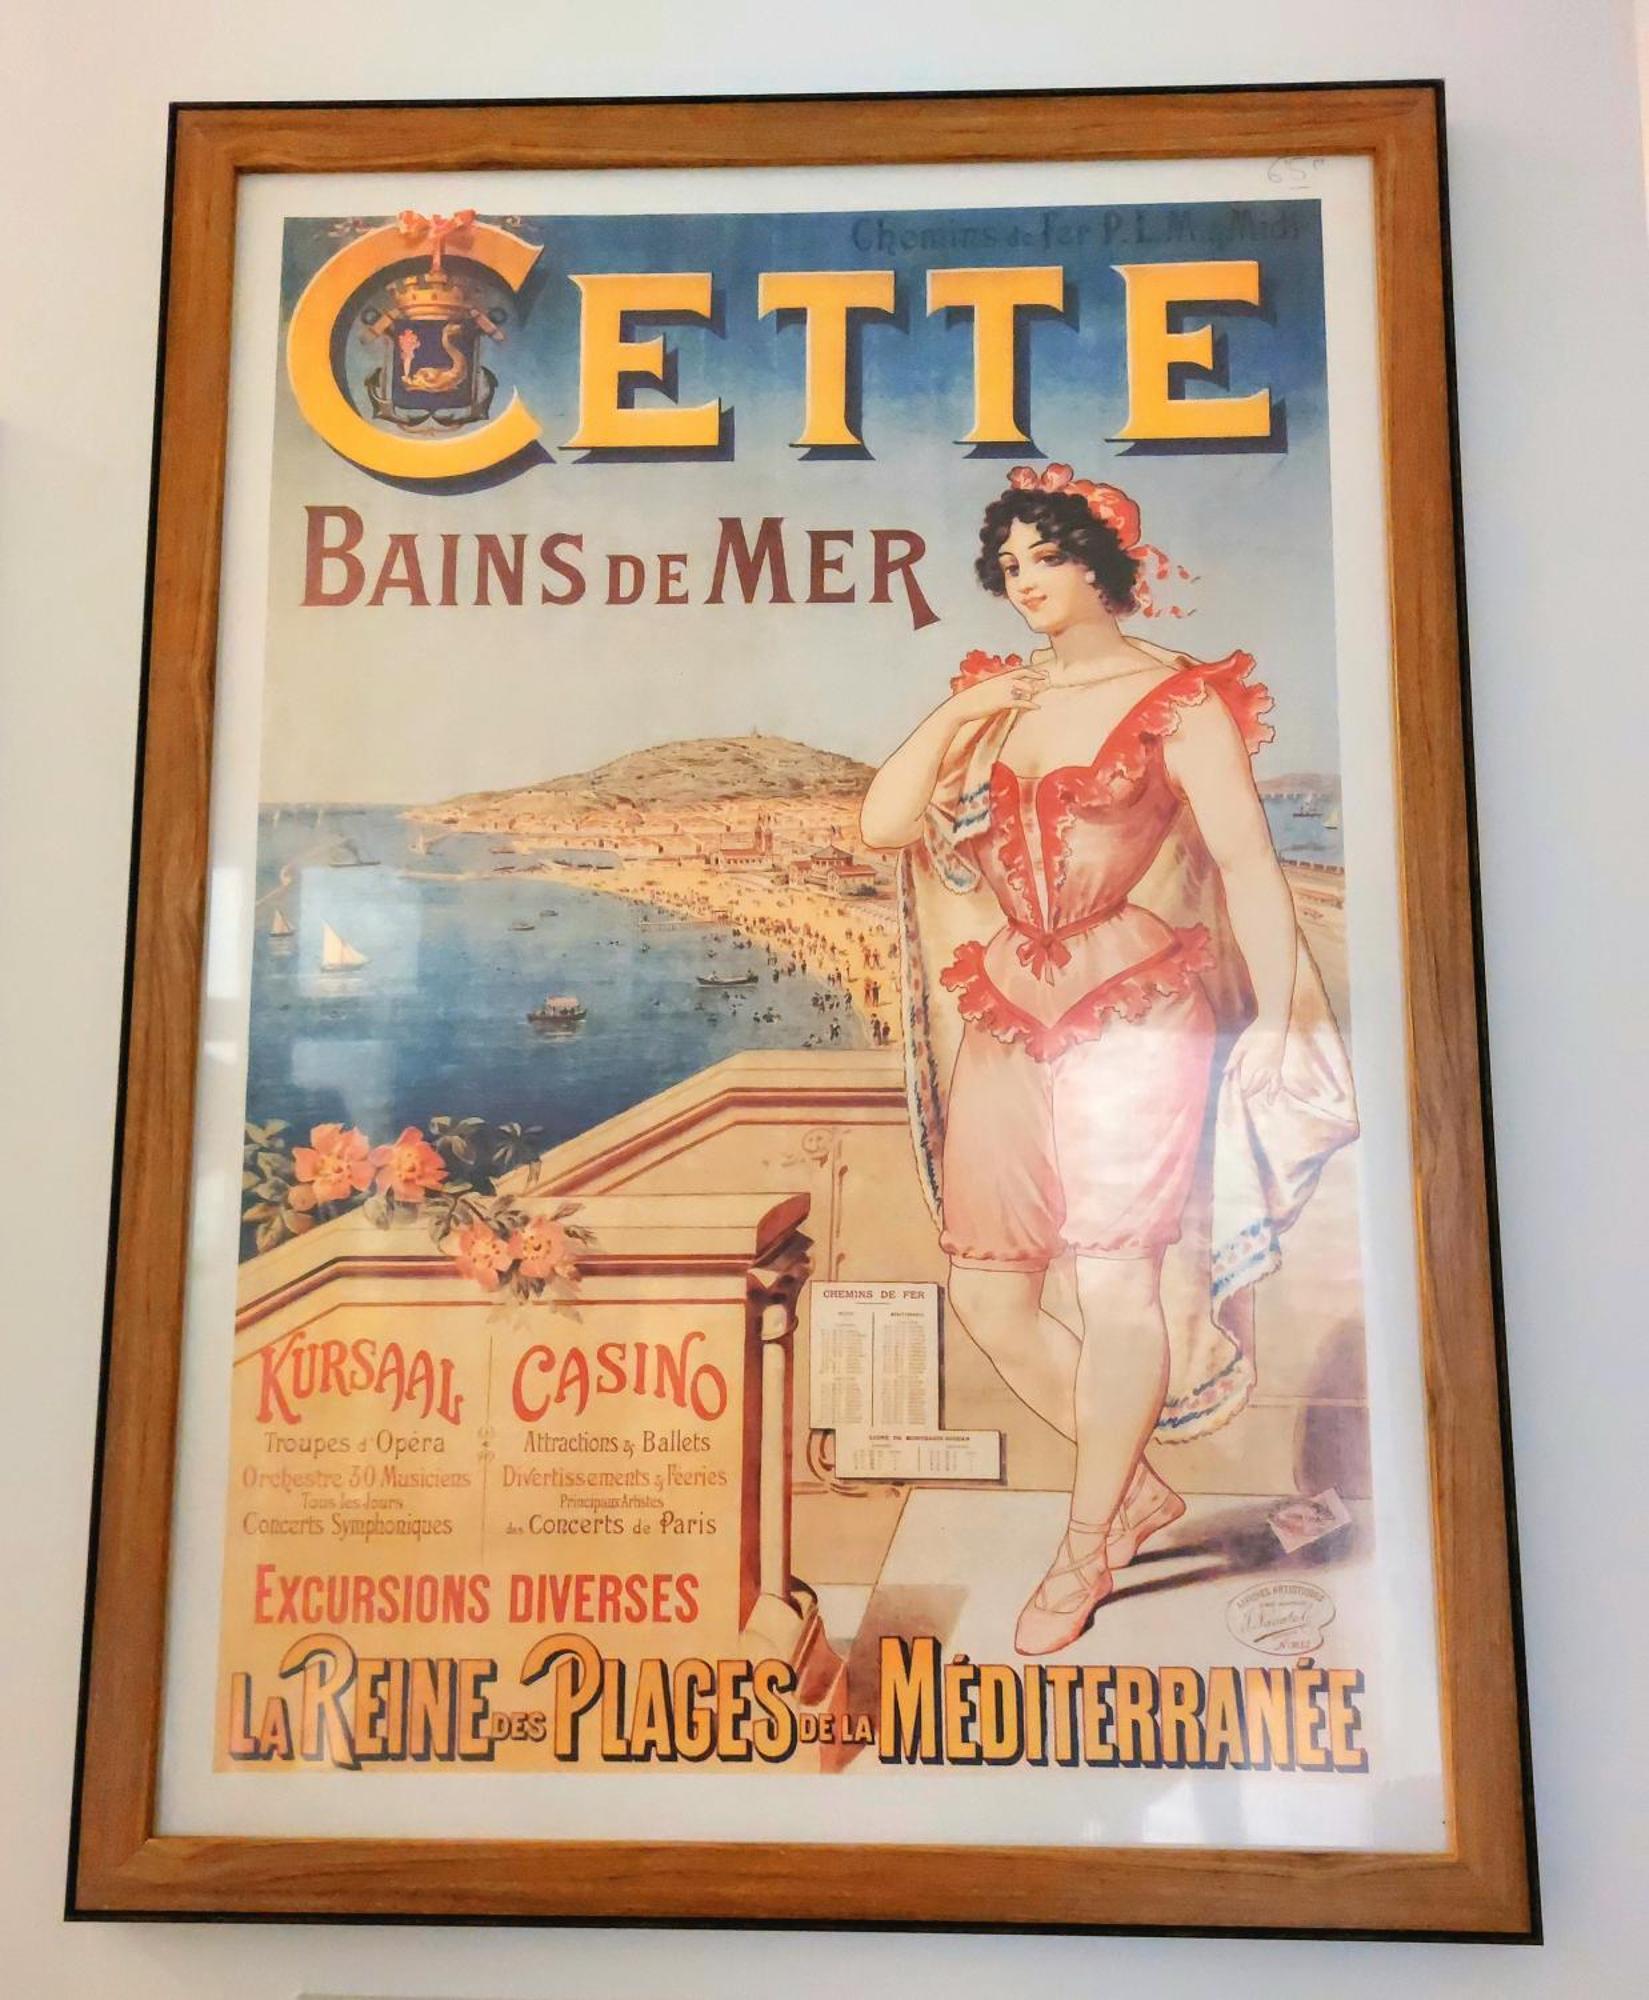 65
Chemins de Fer P.L.M. & Midi
CETTE
BAINS DE MER
CHEMINS DE FER
KURSAAL
Troupes d'Opéra
Orchestre 30 Musiciens
Tous les Jours
Concerts Symphoniques
CASINO
Attractions & Ballets
Divertissements & Féeries
Principaux Artistes
des Concerts de Paris
EXCURSIONS DIVERSES
LA REINE DES PLAGES DE LA MÉDITERRANÉE